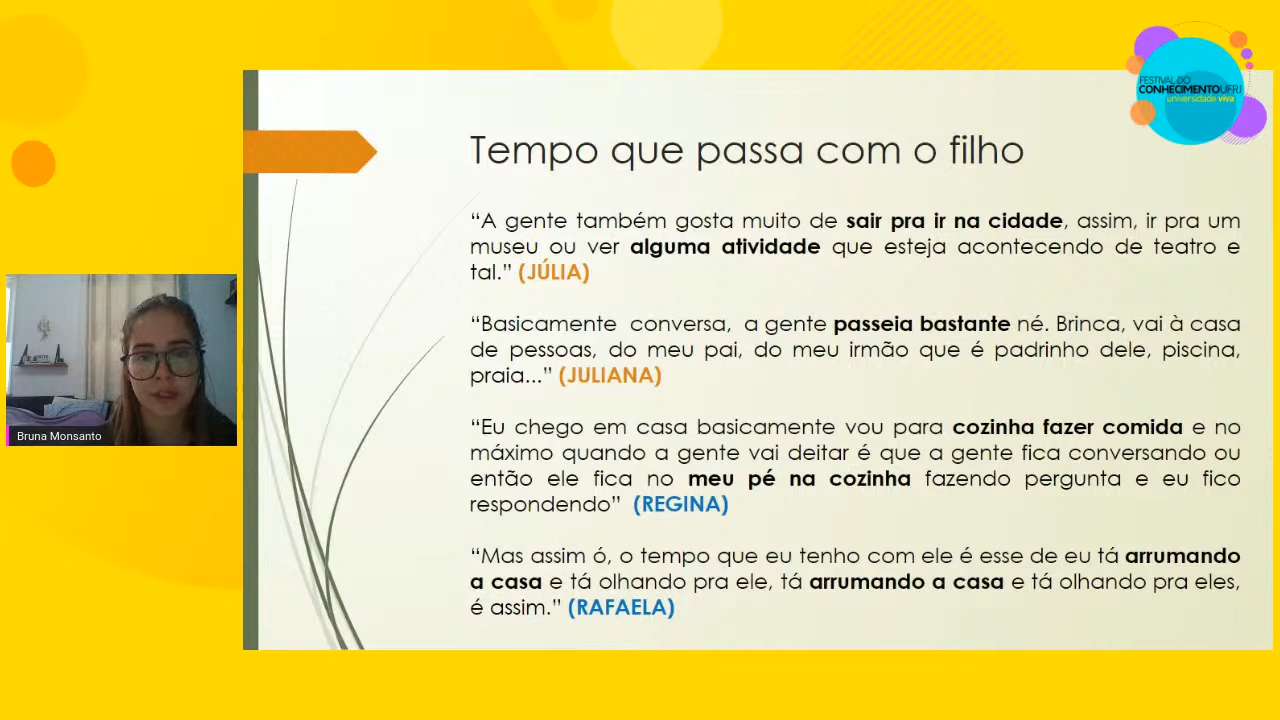 FESTIVAL DO
CONHECIMENTOUFRJ
universidade viva
Tempo que passa com o filho
“A gente também gosta muito de sair pra ir na cidade, assim, ir pra um
museu ou ver alguma atividade que esteja acontecendo de teatro e
tal.” (JÚLIA)
“Basicamente conversa, a gente passeia bastante né. Brinca, vai à casa
de pessoas, do meu pai, do meu irmão que é padrinho dele, piscina,
praia...” (JULIANA)
“Eu chego em casa basicamente vou para cozinha fazer comida e no
máximo quando a gente vai deitar é que a gente fica conversando ou
então ele fica no meu pé na cozinha fazendo pergunta e eu fico
respondendo” (REGINA)
“Mas assim ó, o tempo que eu tenho com ele é esse de eu tá arrumando
a casa e tá olhando pra ele, tá arrumando a casa e tá olhando pra eles,
é assim.” (RAFAELA)
Bruna Monsanto